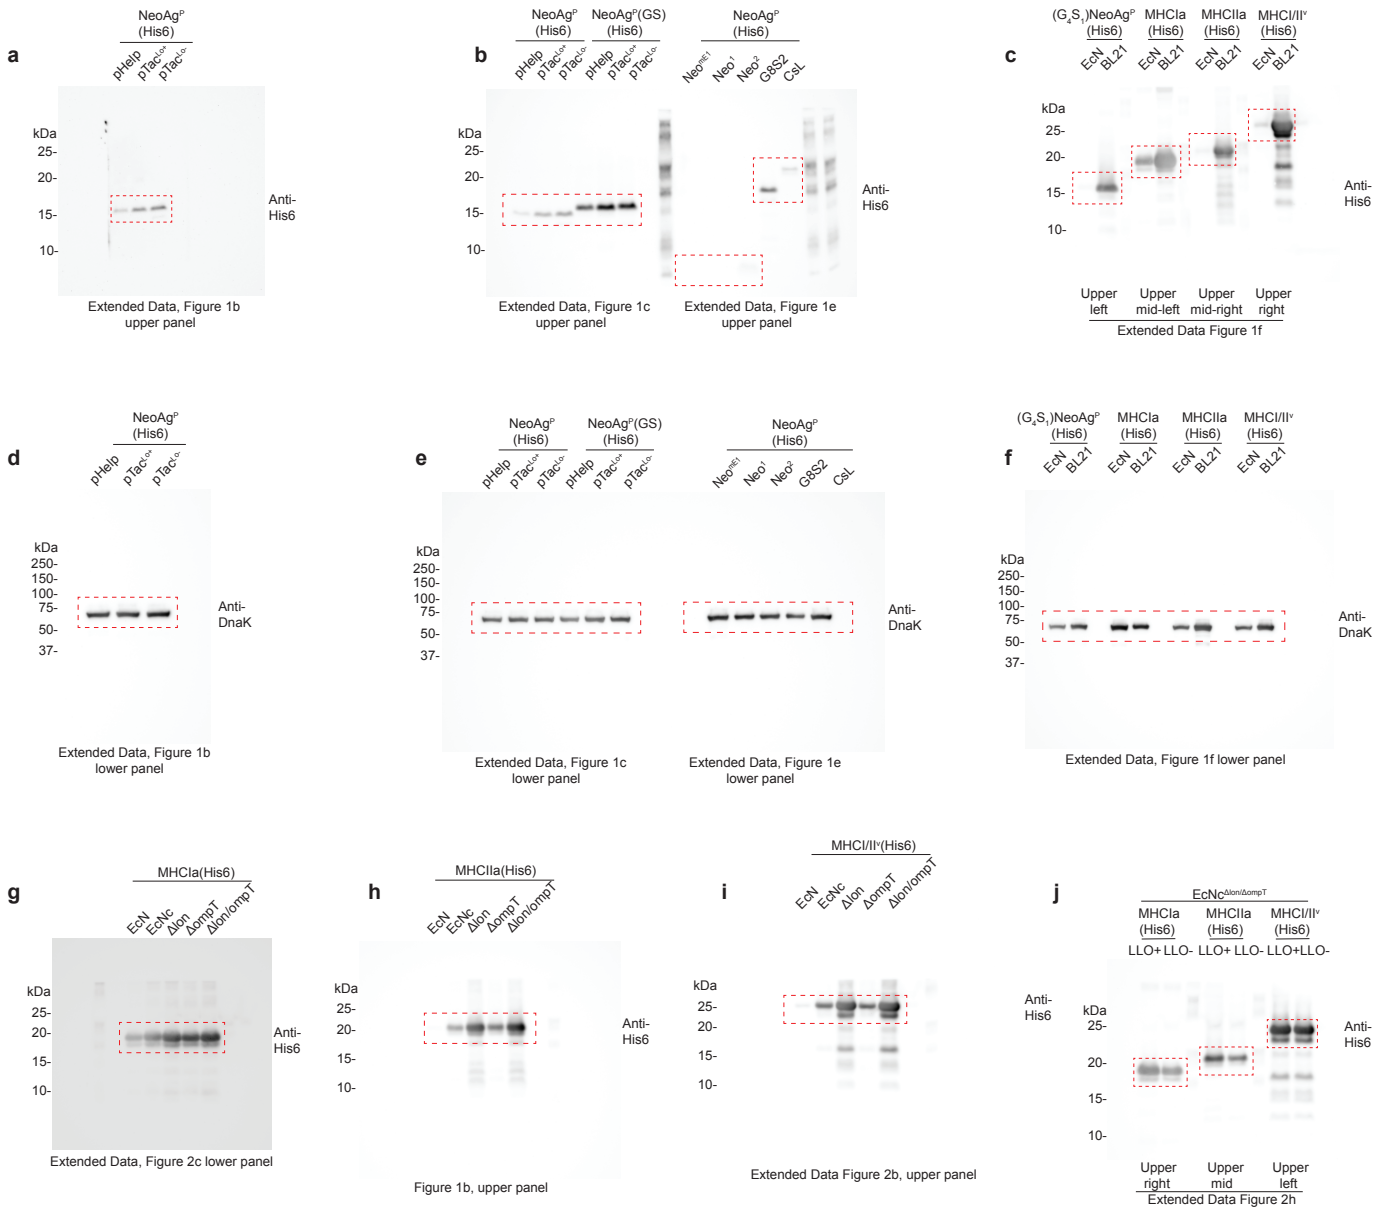 a
NeoAgᴾ
(His6)
pHelp
pTacᴸᵒ⁺
pTacᴸᵒ⁻
kDa
25-
20-
15-
10-
Anti-
His6
Extended Data, Figure 1b
upper panel
b
NeoAgᴾ
(His6)
NeoAgᴾ(GS)
(His6)
pHelp
pTacᴸᵒ⁺
pTacᴸᵒ⁻
pHelp
pTacᴸᵒ⁺
pTacᴸᵒ⁻
NeoAgᴾ
(His6)
Neoᵐᴱ¹
Neo¹
Neo²
G8S2
CsL
kDa
25-
20-
15-
10-
Anti-
His6
Extended Data, Figure 1c
upper panel
Extended Data, Figure 1e
upper panel
c
(G₄S₁)NeoAgᴾ
(His6)
MHCIa
(His6)
MHCIIa
(His6)
MHCI/IIᵛ
(His6)
EcN
BL21
EcN
BL21
EcN
BL21
EcN
BL21
kDa
25-
20-
15-
10-
Anti-
His6
Upper
left
Upper
mid-left
Upper
mid-right
Upper
right
Extended Data Figure 1f
d
NeoAgᴾ
(His6)
pHelp
pTacᴸᵒ⁺
pTacᴸᵒ⁻
kDa
250-
150-
100-
75-
50-
37-
Anti-
DnaK
Extended Data, Figure 1b
lower panel
e
NeoAgᴾ
(His6)
NeoAgᴾ(GS)
(His6)
pHelp
pTacᴸᵒ⁺
pTacᴸᵒ⁻
pHelp
pTacᴸᵒ⁺
pTacᴸᵒ⁻
NeoAgᴾ
(His6)
Neoᵐᴱ¹
Neo¹
Neo²
G8S2
CsL
kDa
250-
150-
100-
75-
50-
37-
Anti-
DnaK
Extended Data, Figure 1c
lower panel
Extended Data, Figure 1e
lower panel
f
(G₄S₁)NeoAgᴾ
(His6)
MHCIa
(His6)
MHCIIa
(His6)
MHCI/IIᵛ
(His6)
EcN
BL21
EcN
BL21
EcN
BL21
EcN
BL21
kDa
250-
150-
100-
75-
50-
37-
Anti-
DnaK
Extended Data, Figure 1f lower panel
g
MHCIa(His6)
EcN
EcNc
Δlon
ΔompT
Δlon/ompT
kDa
25-
20-
15-
10-
Anti-
His6
Extended Data, Figure 2c lower panel
h
MHCIIa(His6)
EcN
EcNc
Δlon
ΔompT
Δlon/ompT
kDa
25-
20-
15-
10-
Anti-
His6
Figure 1b, upper panel
i
MHCI/IIᵛ(His6)
EcN
EcNc
Δlon
ΔompT
Δlon/ompT
kDa
25-
20-
15-
10-
Anti-
His6
Extended Data Figure 2b, upper panel
j
EcNc^Δlon/ΔompT
MHCIa
(His6)
MHCIIa
(His6)
MHCI/IIᵛ
(His6)
LLO+ LLO- LLO+ LLO- LLO+LLO-
kDa
25-
20-
15-
10-
Anti-
His6
Upper
right
Upper
mid
Upper
left
Extended Data Figure 2h